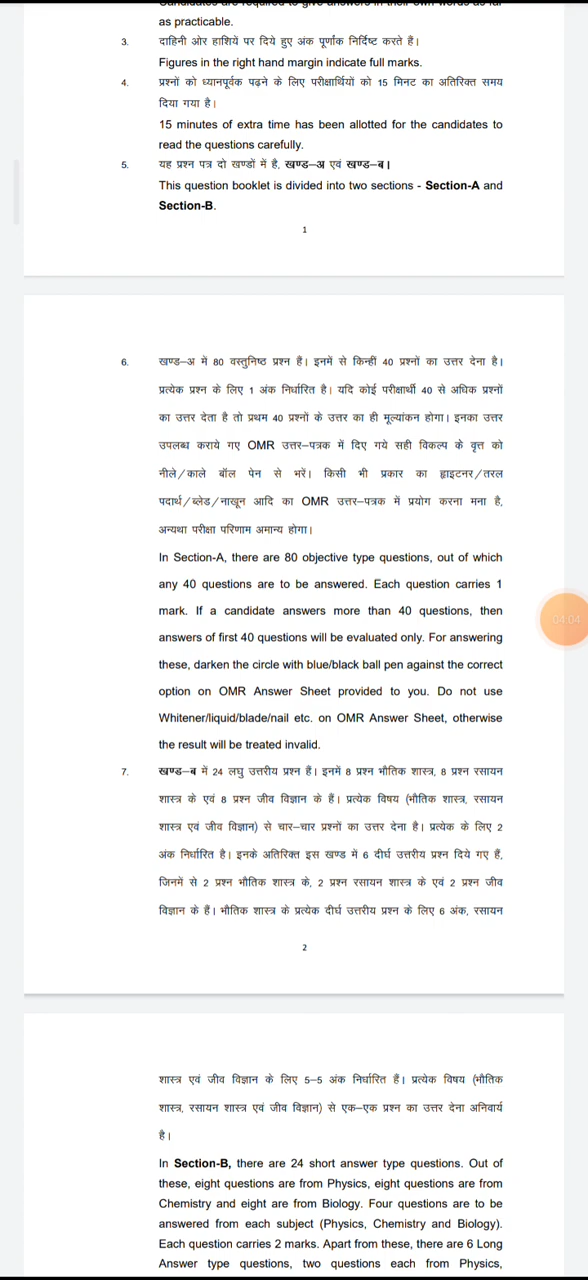 Candidates are required to give answers in their own words as far
as practicable.
3. दाहिनी ओर हाशिये पर दिये हुए अंक पूर्णांक निर्दिष्ट करते हैं।
Figures in the right hand margin indicate full marks.
4. प्रश्नों को ध्यानपूर्वक पढने के लिए परीक्षार्थियों को 15 मिनट का अतिरिक्त समय
दिया गया है।
15 minutes of extra time has been allotted for the candidates to
read the questions carefully.
5. यह प्रश्न पत्र दो खण्डों में है, खण्ड–अ एवं खण्ड–ब।
This question booklet is divided into two sections - Section-A and
Section-B.
1
6. खण्ड–अ में 80 वस्तुनिष्ठ प्रश्न हैं। इनमें से किन्हीं 40 प्रश्नों का उत्तर देना है।
प्रत्येक प्रश्न के लिए 1 अंक निर्धारित है। यदि कोई परीक्षार्थी 40 से अधिक प्रश्नों
का उत्तर देता है तो प्रथम 40 प्रश्नों के उत्तर का ही मूल्यांकन होगा। इनका उत्तर
उपलब्ध कराये गए OMR उत्तर–पत्रक में दिए गये सही विकल्प के वृत्त को
नीले/काले बॉल पेन से भरें। किसी भी प्रकार का ह्वाइटनर/तरल
पदार्थ/ब्लेड/नाखून आदि का OMR उत्तर–पत्रक में प्रयोग करना मना है,
अन्यथा परीक्षा परिणाम अमान्य होगा।
In Section-A, there are 80 objective type questions, out of which
any 40 questions are to be answered. Each question carries 1
mark. If a candidate answers more than 40 questions, then
answers of first 40 questions will be evaluated only. For answering
these, darken the circle with blue/black ball pen against the correct
option on OMR Answer Sheet provided to you. Do not use
Whitener/liquid/blade/nail etc. on OMR Answer Sheet, otherwise
the result will be treated invalid.
04:04
7. खण्ड–ब में 24 लघु उत्तरीय प्रश्न हैं। इनमें 8 प्रश्न भौतिक शास्त्र, 8 प्रश्न रसायन
शास्त्र के एवं 8 प्रश्न जीव विज्ञान के हैं। प्रत्येक विषय (भौतिक शास्त्र, रसायन
शास्त्र एवं जीव विज्ञान) से चार–चार प्रश्नों का उत्तर देना है। प्रत्येक के लिए 2
अंक निर्धारित है। इनके अतिरिक्त इस खण्ड में 6 दीर्घ उत्तरीय प्रश्न दिये गए हैं,
जिनमें से 2 प्रश्न भौतिक शास्त्र के, 2 प्रश्न रसायन शास्त्र के एवं 2 प्रश्न जीव
विज्ञान के हैं। भौतिक शास्त्र के प्रत्येक दीर्घ उत्तरीय प्रश्न के लिए 6 अंक, रसायन
2
शास्त्र एवं जीव विज्ञान के लिए 5–5 अंक निर्धारित हैं। प्रत्येक विषय (भौतिक
शास्त्र, रसायन शास्त्र एवं जीव विज्ञान) से एक–एक प्रश्न का उत्तर देना अनिवार्य
है।
In Section-B, there are 24 short answer type questions. Out of
these, eight questions are from Physics, eight questions are from
Chemistry and eight are from Biology. Four questions are to be
answered from each subject (Physics, Chemistry and Biology).
Each question carries 2 marks. Apart from these, there are 6 Long
Answer type questions, two questions each from Physics,